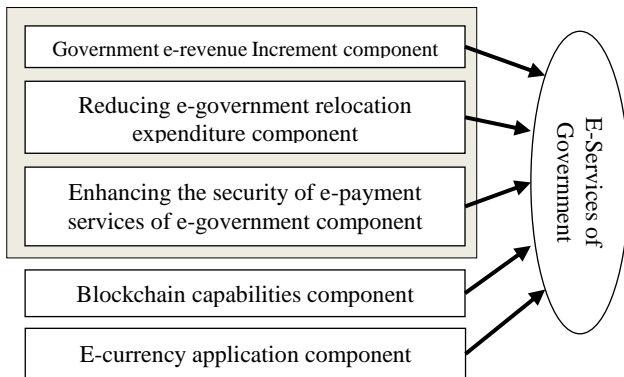 Government e-revenue Increment component
Reducing e-government relocation
expenditure component
Enhancing the security of e-payment
services of e-government component
Blockchain capabilities component
E-currency application component
E-Services of
Government